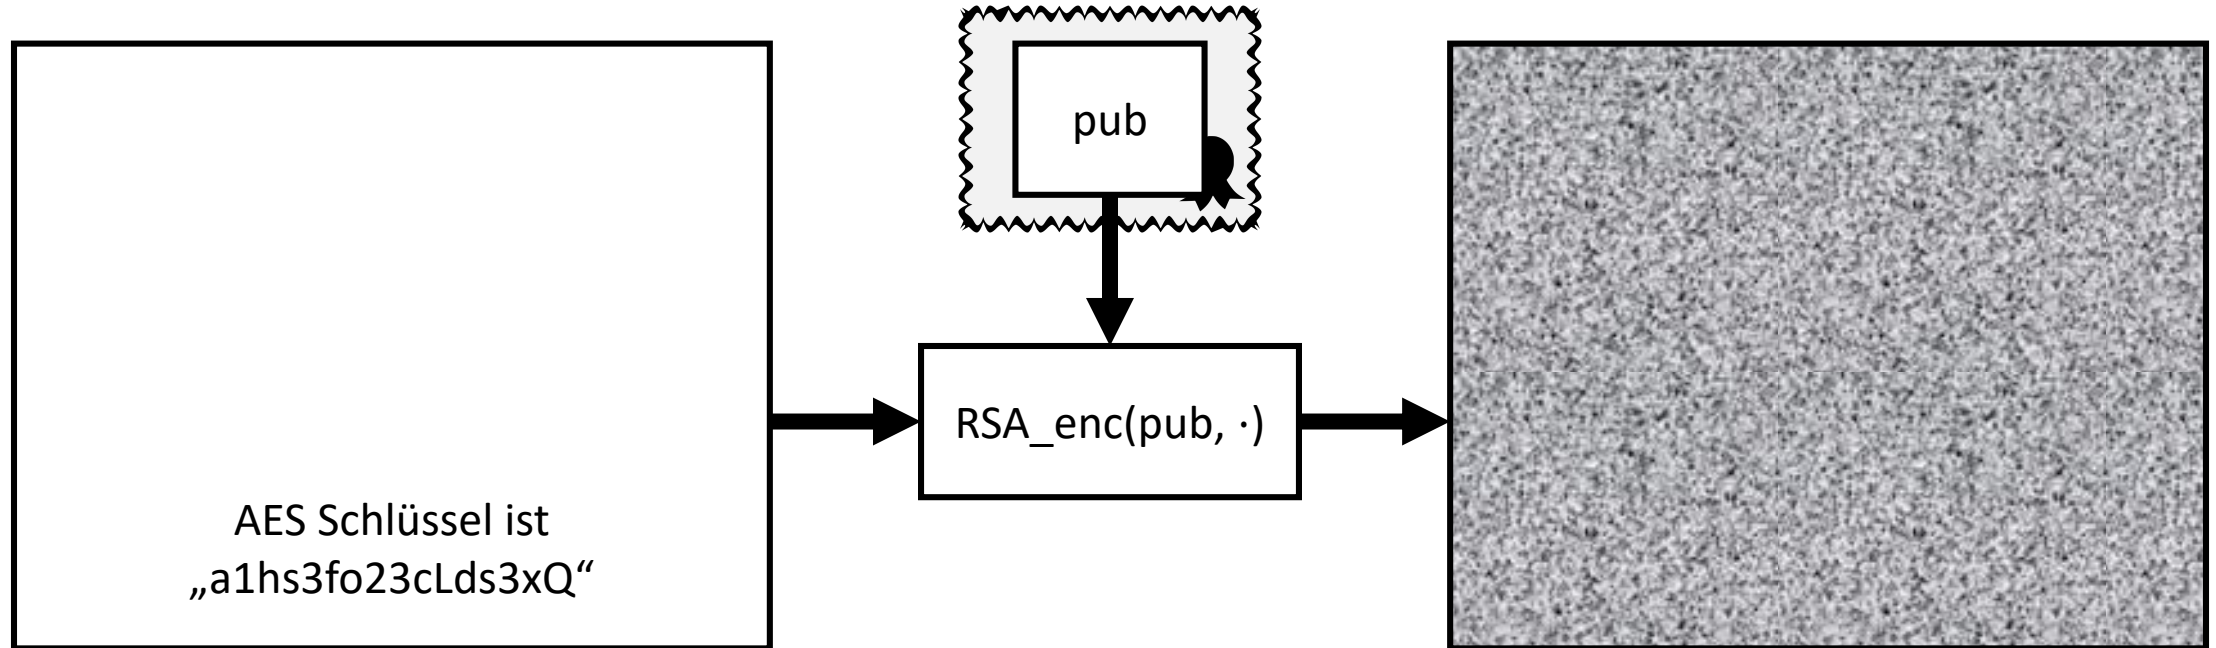 pub
RSA_enc(pub, ·)
AES Schlüssel ist
„a1hs3fo23cLds3xQ“